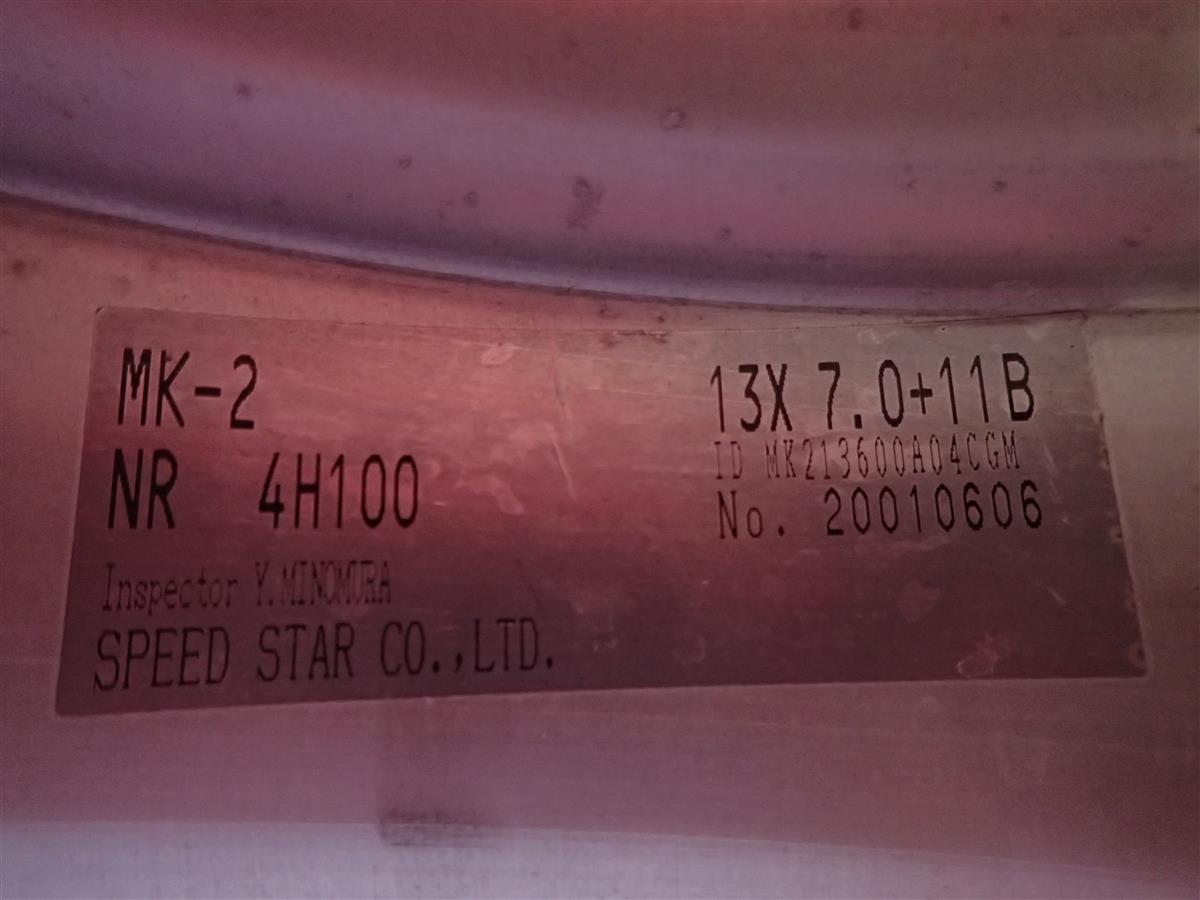 MK-2
NR 4H100
Inspector Y.MINOMURA
SPEED STAR CO.,LTD.
13X 7.0+11B
ID MK213600A04CGM
No. 20010606